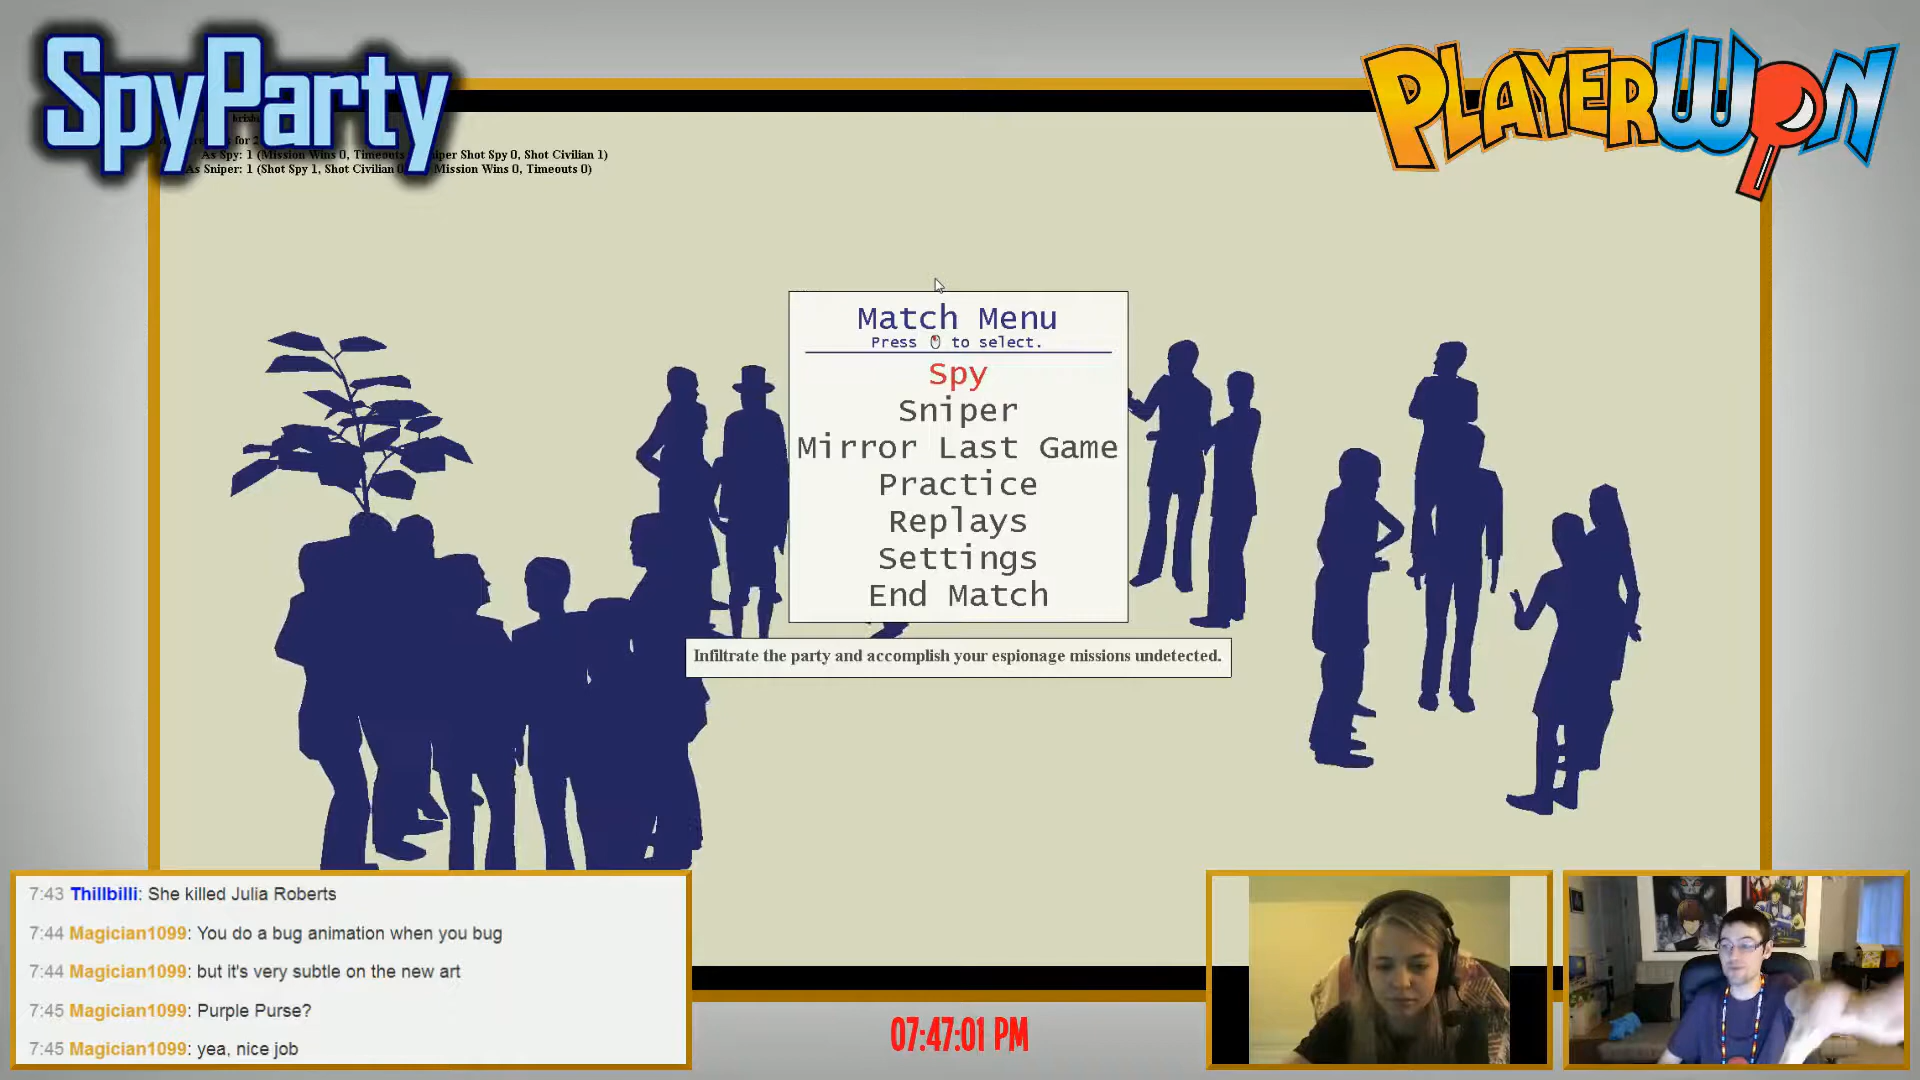 SpyParty
PLAYERWON
for 2
As Spy: 1 (Mission Wins 0, Timeouts Sniper Shot Spy 0, Shot Civilian 1)
As Sniper: 1 (Shot Spy 1, Shot Civilian 0 Mission Wins 0, Timeouts 0)
Match Menu
Press to select.
Spy
Sniper
Mirror Last Game
Practice
Replays
Settings
End Match
Infiltrate the party and accomplish your espionage missions undetected.
7:43 Thillbilli: She killed Julia Roberts
7:44 Magician1099: You do a bug animation when you bug
7:44 Magician1099: but it's very subtle on the new art
7:45 Magician1099: Purple Purse?
7:45 Magician1099: yea, nice job
07:47:01 PM